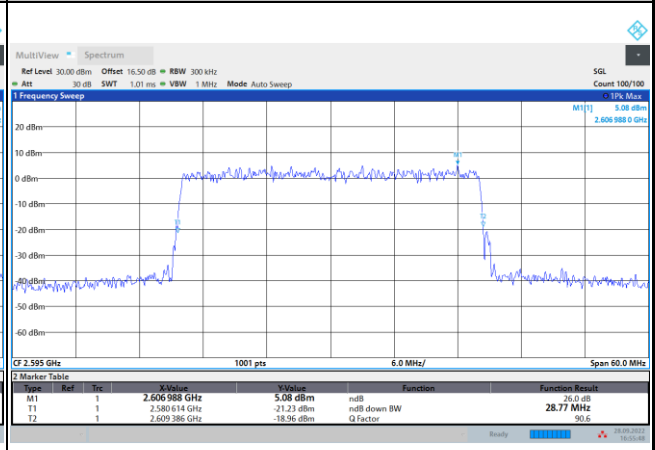 MultiView Spectrum
Ref Level 30.00 dBm Offset 16.50 dB RBW 300 kHz SGL
Att 30 dB SWT 1.01 ms VBW 1 MHz Mode Auto Sweep Count 100/100
1 Frequency Sweep 1Pk Max
M1[1] 5.08 dBm
2.606 988 0 GHz
20 dBm
10 dBm
M1
0 dBm
-10 dBm
-20 dBm
-30 dBm
-40 dBm
-50 dBm
-60 dBm
CF 2.595 GHz 1001 pts 6.0 MHz/ Span 60.0 MHz
2 Marker Table
Type Ref Trc X-Value Y-Value Function Function Result
M1 1 2.606 988 GHz 5.08 dBm ndB 26.0 dB
T1 1 2.580 614 GHz -21.23 dBm ndB down BW 28.77 MHz
T2 1 2.609 386 GHz -18.96 dBm Q Factor 90.6
Ready 28.09.2022
16:55:48